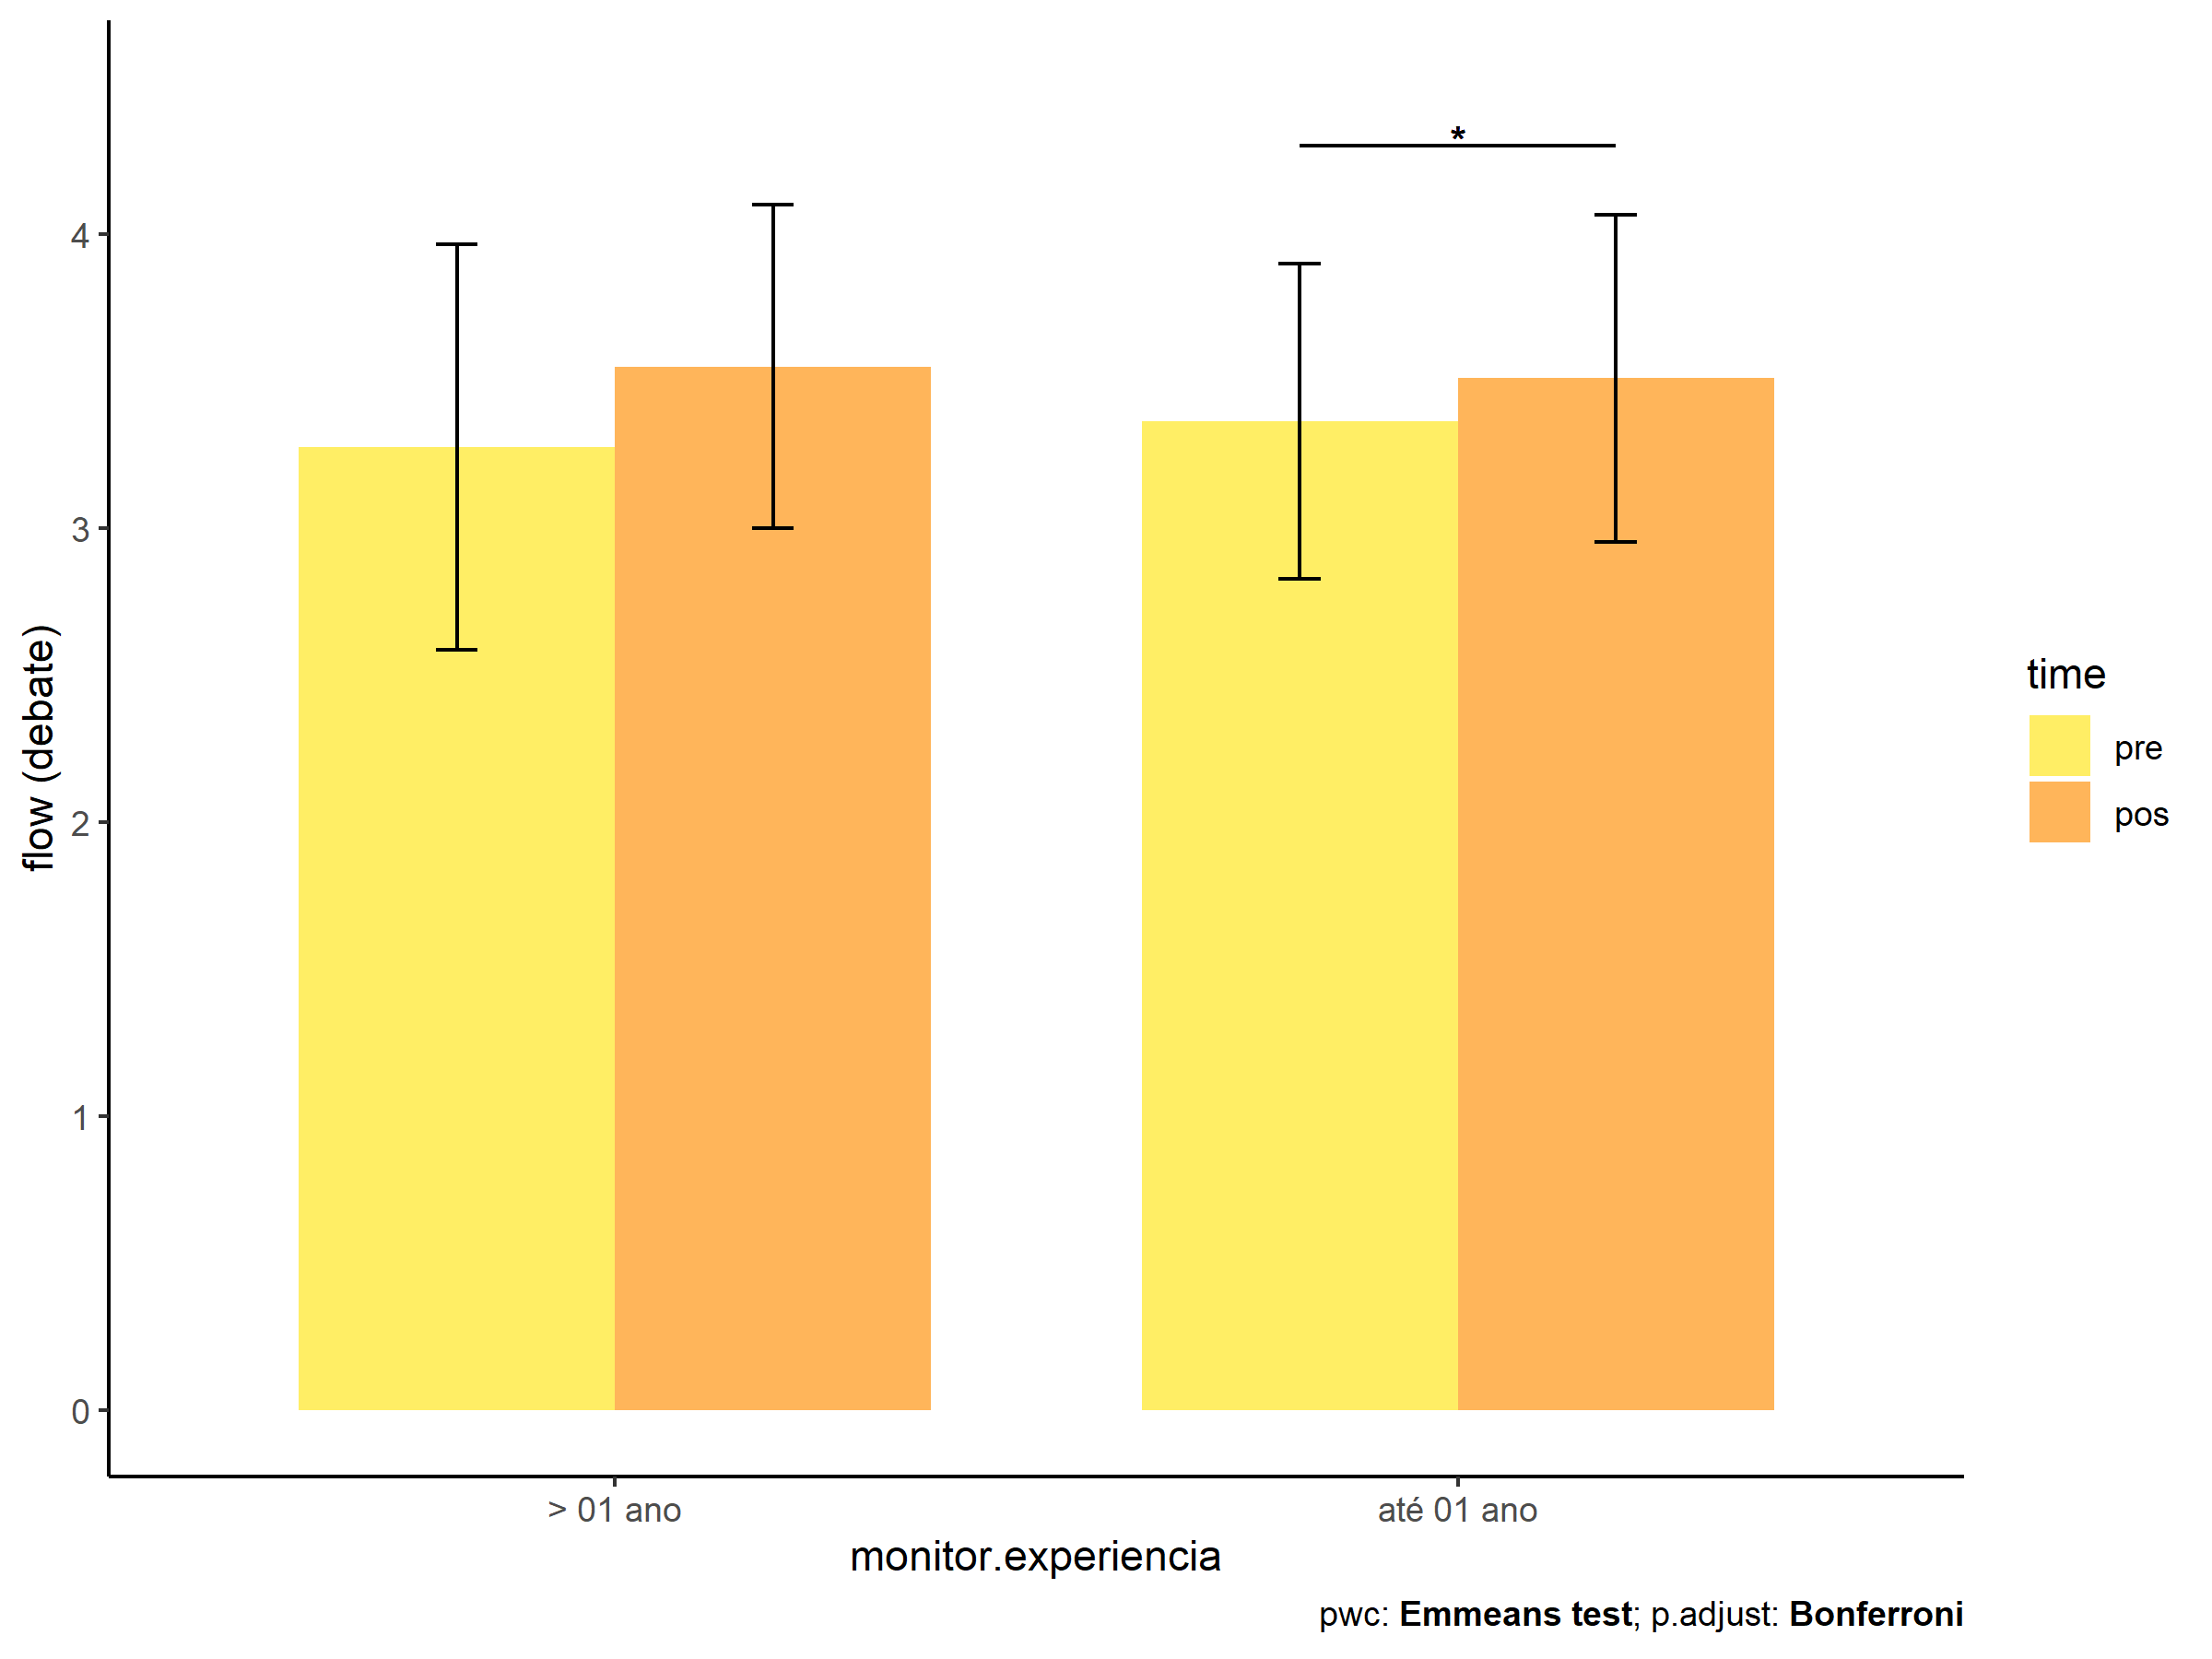 *
4
3
2
1
0
flow (debate)
time
pre
pos
> 01 ano
até 01 ano
monitor.experiencia
pwc: Emmeans test; p.adjust: Bonferroni